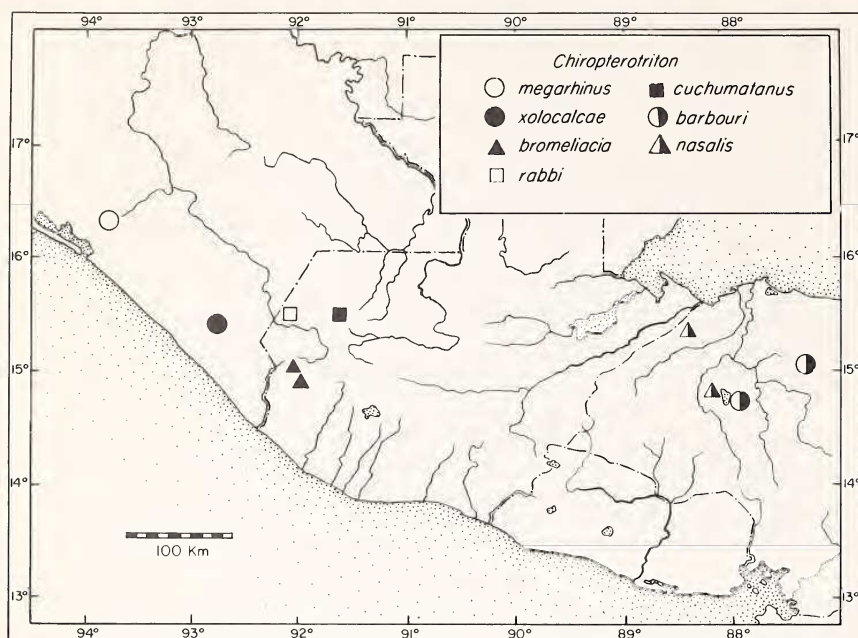 94° 93° 92° 91° 90° 89° 88°
Chiropterotriton
megarhinus cuchumatanus
xolocalcae barbouri
bromeliacia nasalis
rabbi
17° 17°
16° 16°
15° 15°
14° 14°
13° 13°
100 Km
94° 93° 92° 91° 90° 89° 88°